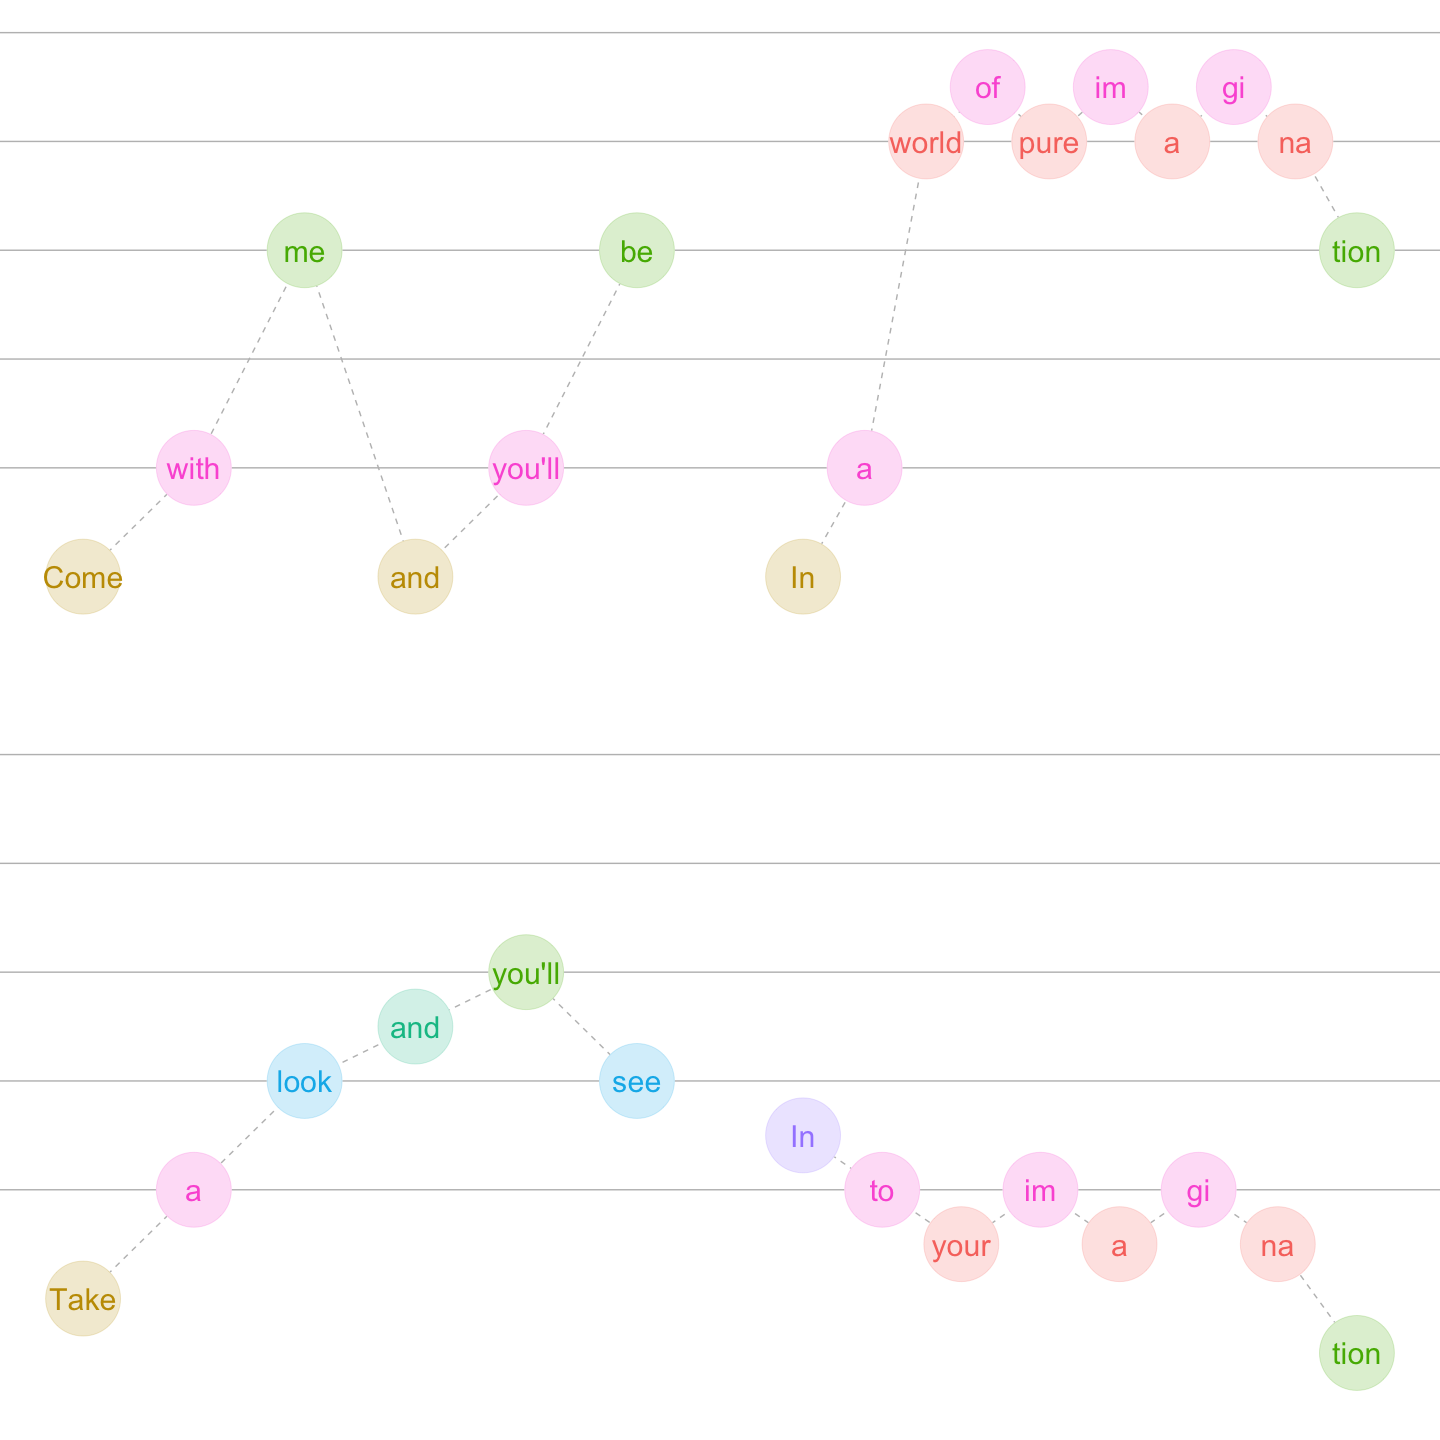 Come with me and you'll be In a world of pure im a gi na tion
Take a look and you'll see In to your im a gi na tion